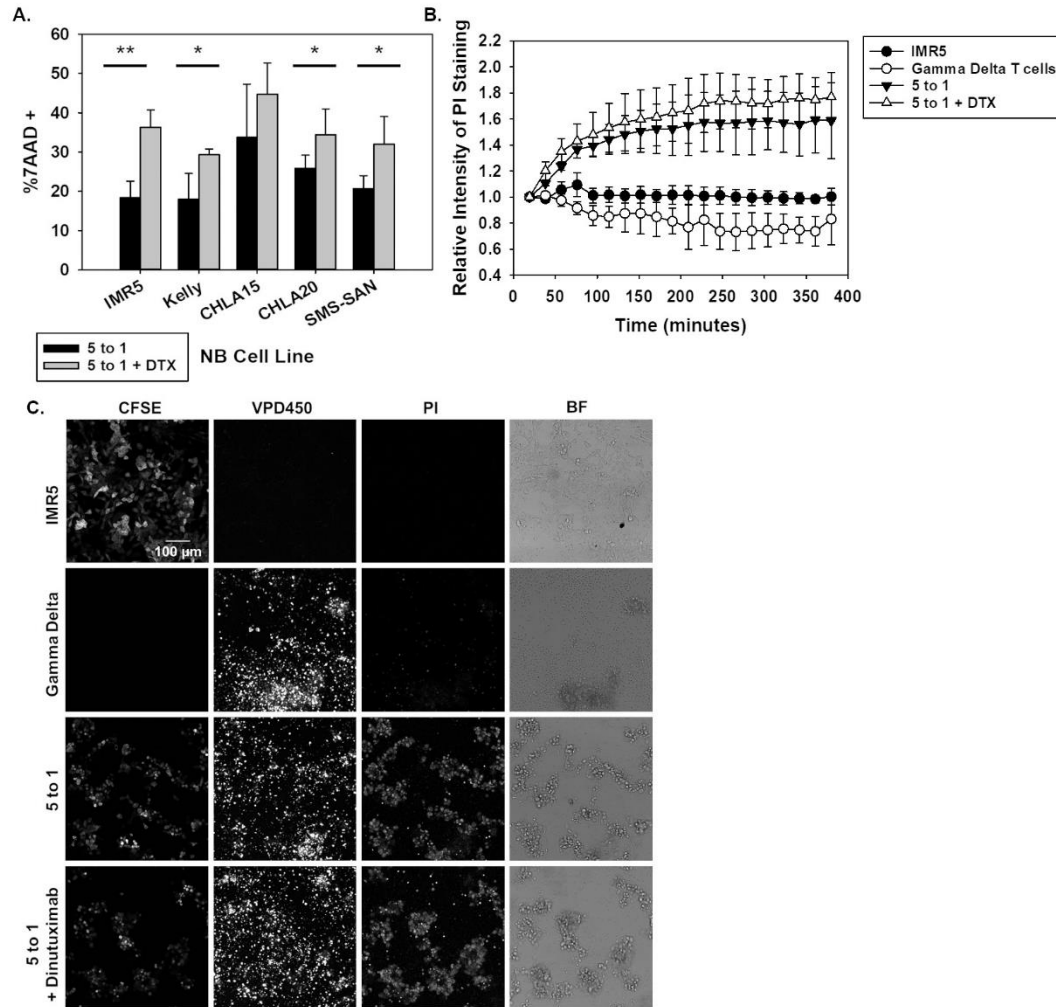 A.
%7AAD +
60
50
40
30
20
10
0
** * * *
IMR5 Kelly CHLA15 CHLA20 SMS-SAN
NB Cell Line
5 to 1
5 to 1 + DTX
B.
Relative Intensity of PI Staining
2.2
2.0
1.8
1.6
1.4
1.2
1.0
0.8
0.6
0.4
0 50 100 150 200 250 300 350 400
Time (minutes)
IMR5
Gamma Delta T cells
5 to 1
5 to 1 + DTX
C.
CFSE VPD450 PI BF
IMR5
100 µm
Gamma Delta
5 to 1
5 to 1
+ Dinutuximab